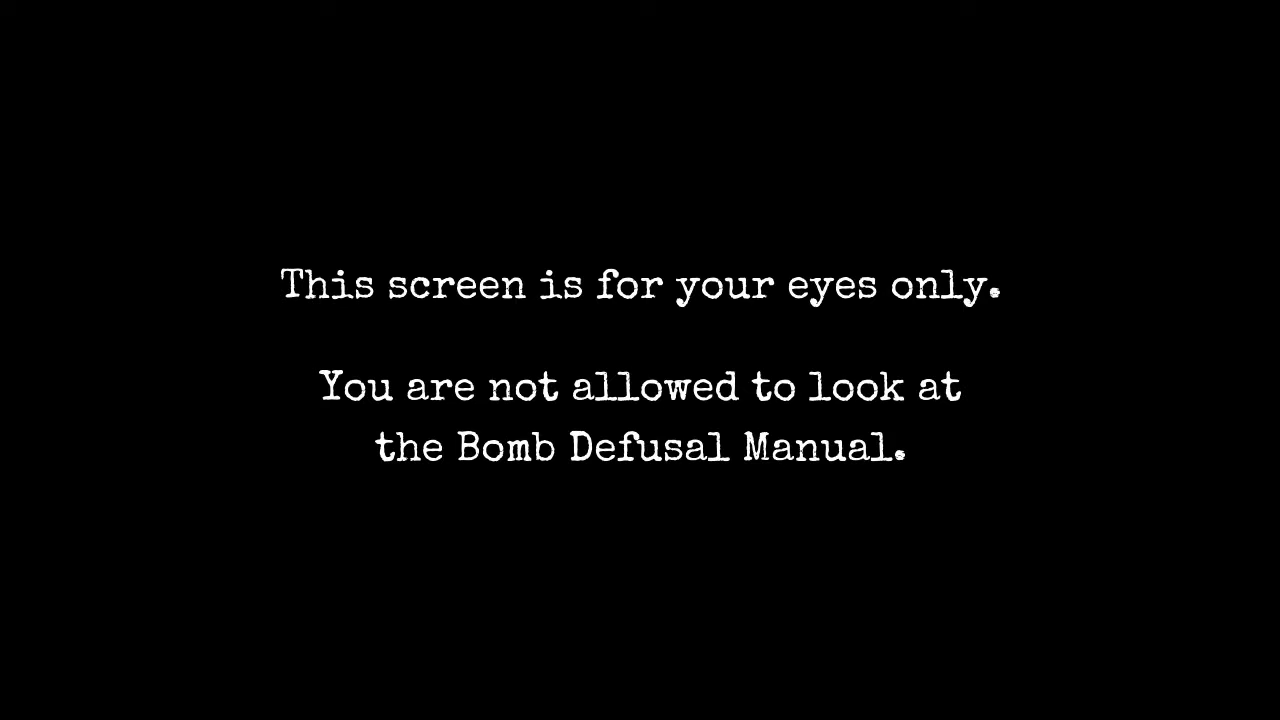 This screen is for your eyes only.
You are not allowed to look at
the Bomb Defusal Manual.